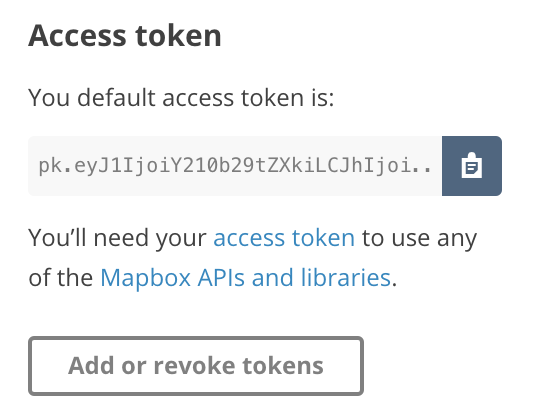 Access token
You default access token is:
pk.eyJ1IjoiY210b29tZXkiLCJhIjoi..
You’ll need your access token to use any
of the Mapbox APIs and libraries.
Add or revoke tokens